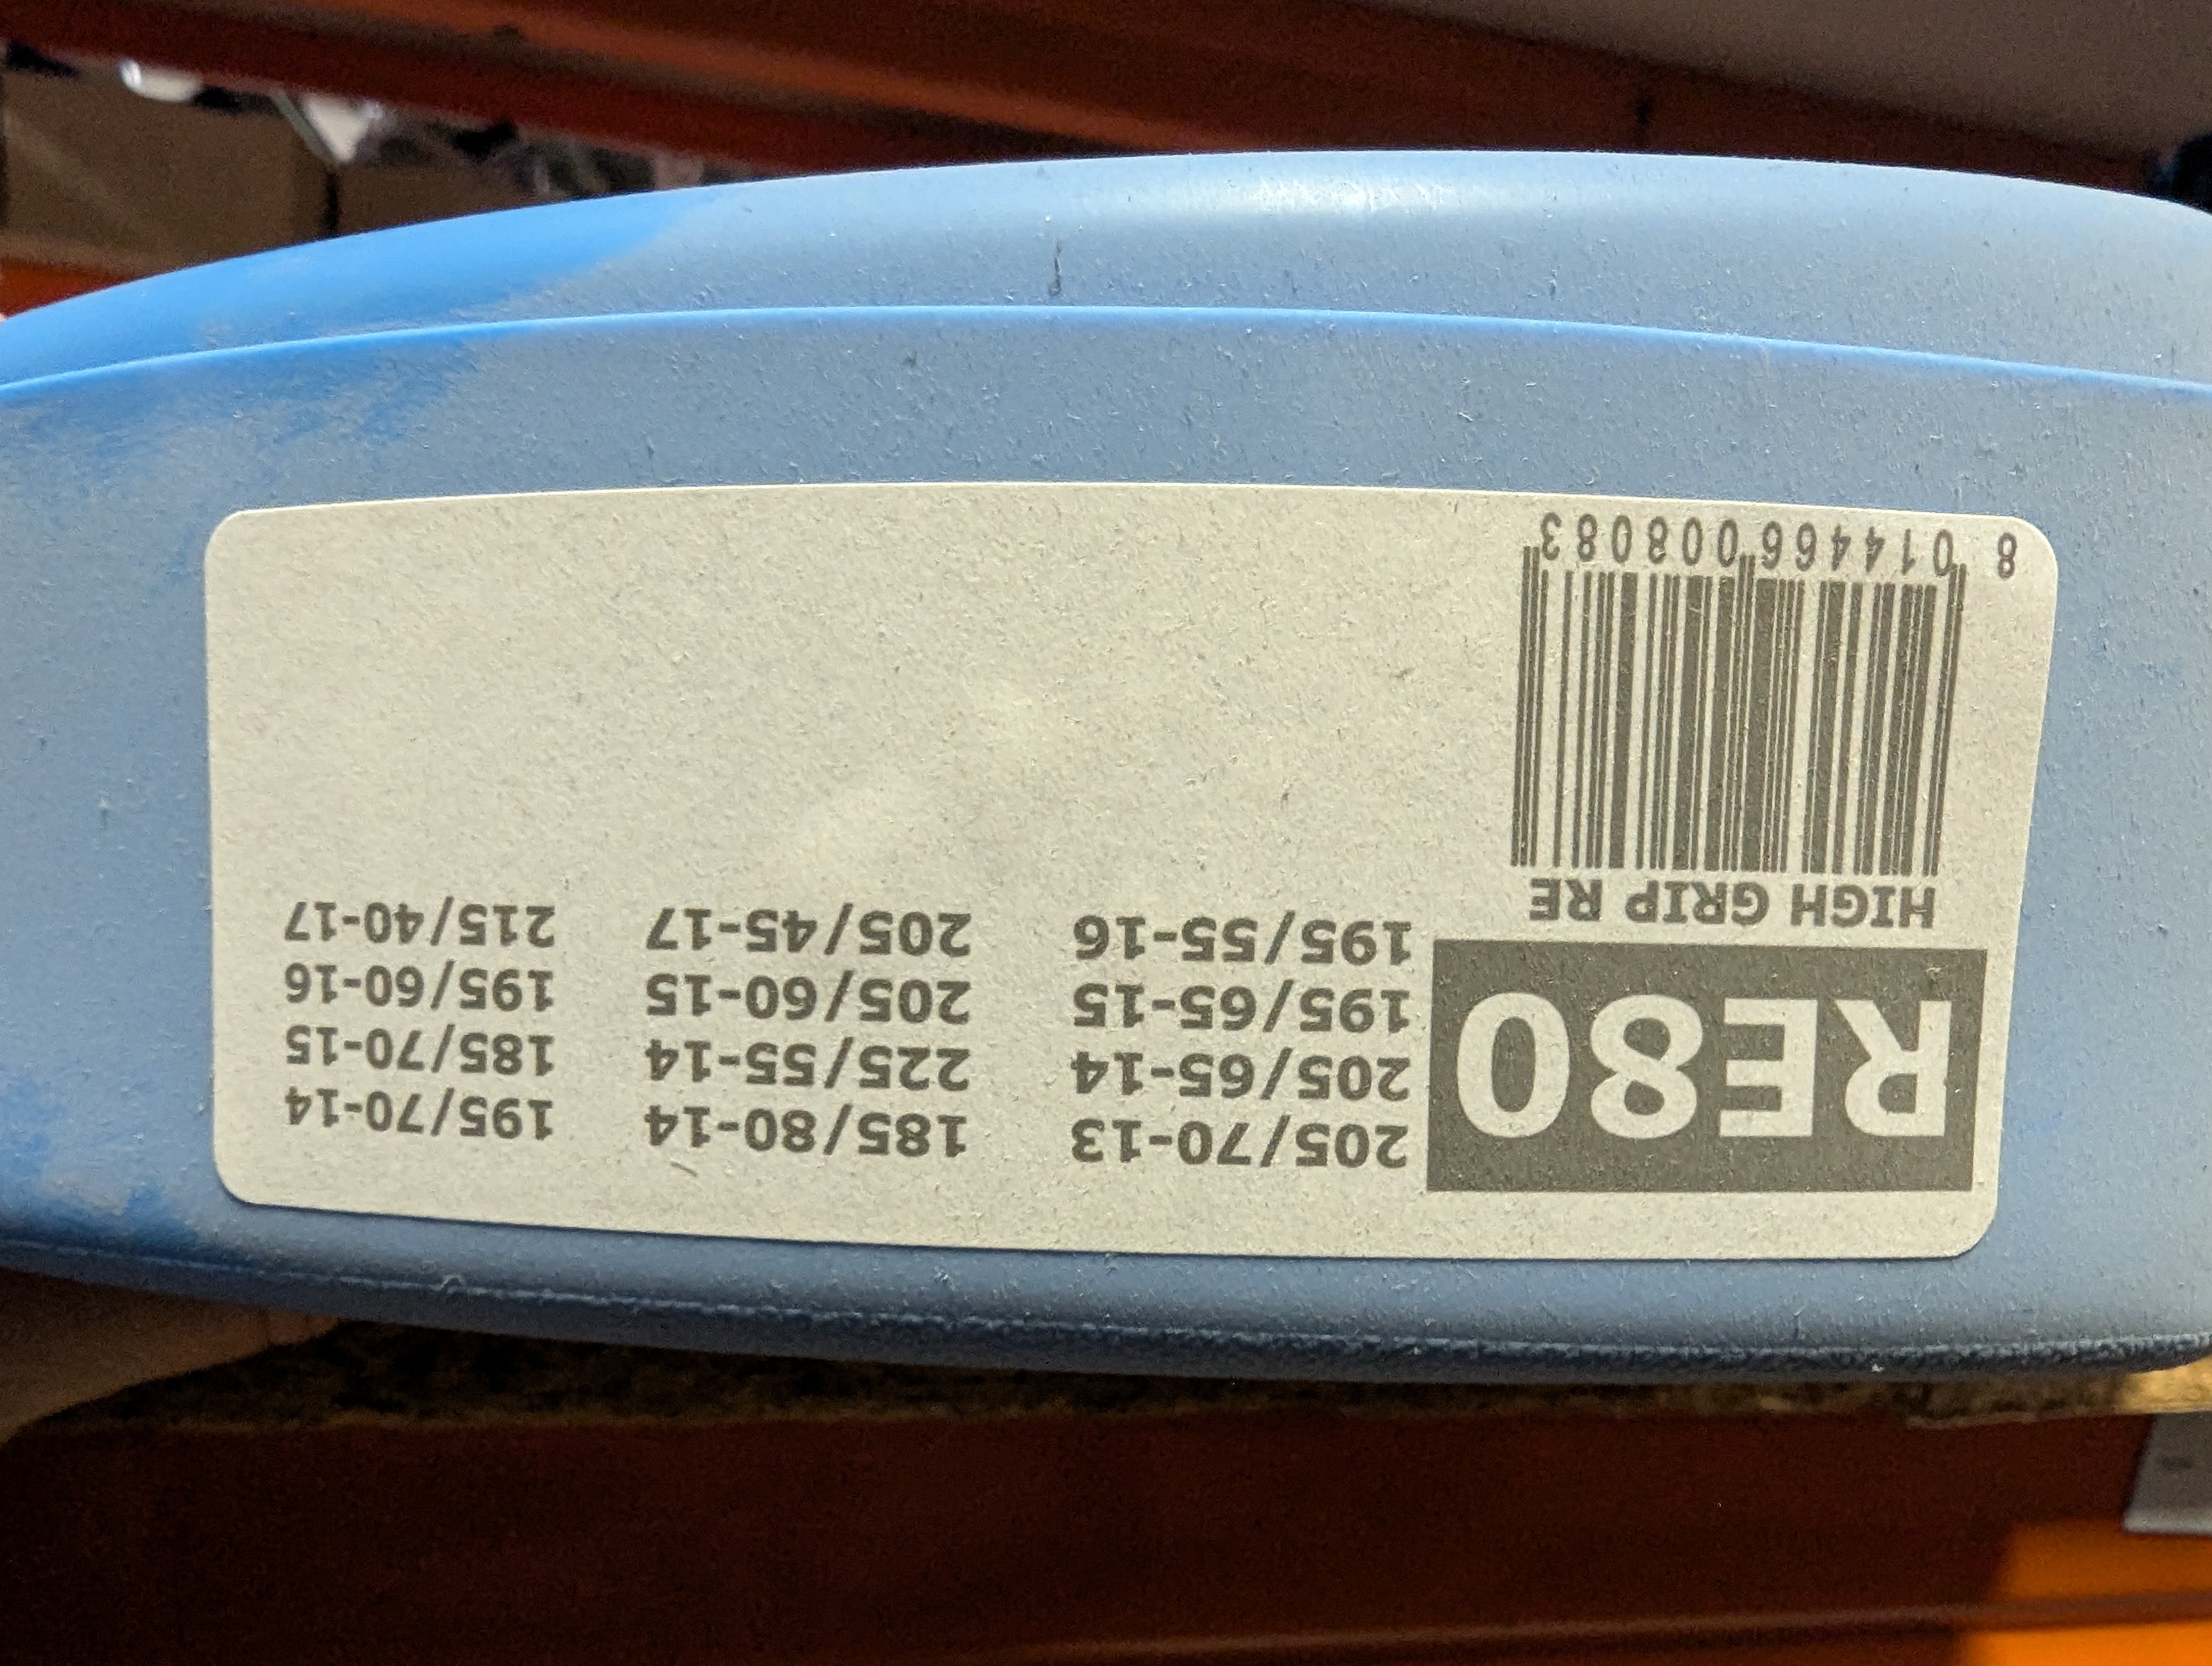 RE80
HIGH GRIP RE
8 014466 008083
205/70-13 185/80-14 195/70-14
205/65-14 225/55-14 185/70-15
195/65-15 205/60-15 195/60-16
195/55-16 205/45-17 215/40-17